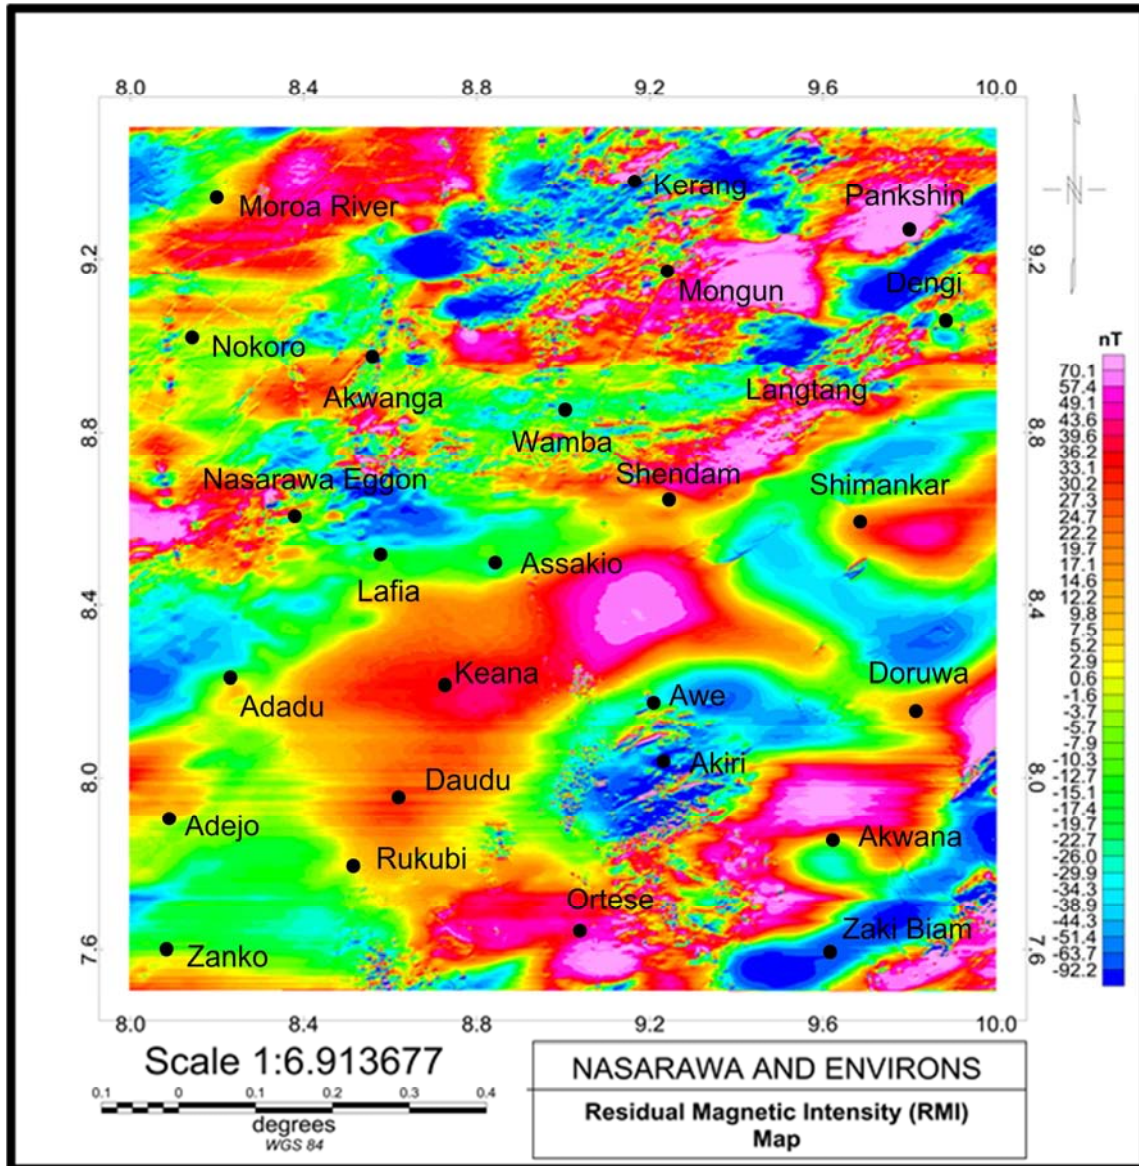 8.0 8.4 8.8 9.2 9.6 10.0
Kerang
Pankshin
Moroa River
9.2
9.2
Mongun
Dengi
Nokoro
nT
Akwanga
Langtang
70.1
57.4
49.1
43.6
39.6
36.2
33.1
30.2
27.3
24.7
22.2
19.7
17.1
14.6
12.2
9.8
7.5
5.2
2.9
0.6
-1.6
-3.7
-5.7
-7.9
-10.3
-12.7
-15.1
-17.4
-19.7
-22.7
-26.0
-29.9
-34.3
-38.9
-44.3
-51.4
-63.7
-92.2
8.8
8.8
Wamba
Nasarawa Eggon
Shendam
Shimankar
Assakio
Lafia
8.4
8.4
Keana
Doruwa
Awe
Adadu
Akiri
8.0
8.0
Daudu
Adejo
Akwana
Rukubi
Ortese
Zaki Biam
7.6
7.6
Zanko
8.0 8.4 8.8 9.2 9.6 10.0
Scale 1:6.913677
0.1 0 0.1 0.2 0.3 0.4
degrees
WGS 84
NASARAWA AND ENVIRONS
Residual Magnetic Intensity (RMI)
Map